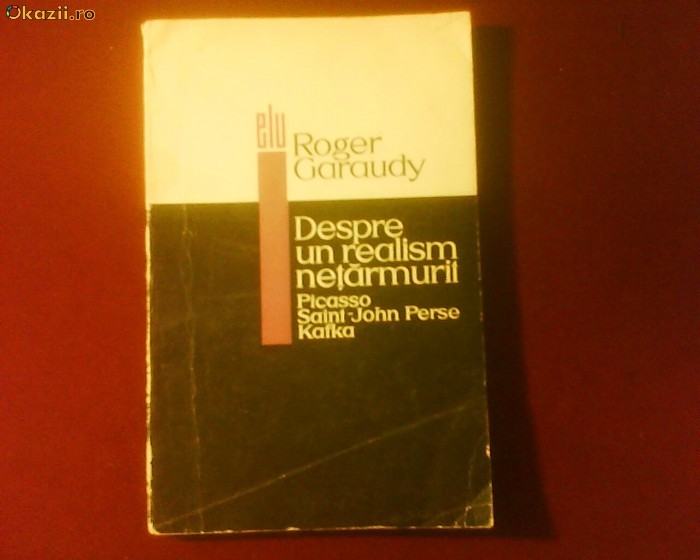 Okazii.ro
elu
Roger
Garaudy
Despre
un realism
nețărmurit
Picasso
Saint-John Perse
Kafka